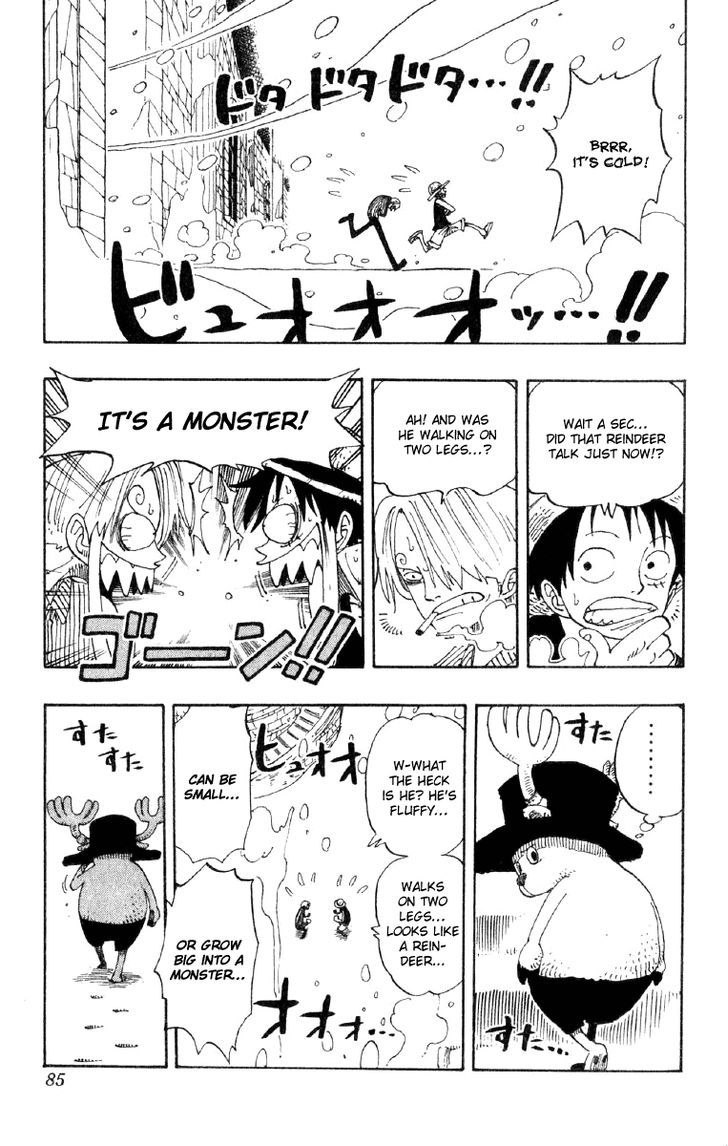 ドタ ドタドタ…!!
BRRR,
IT'S COLD!
ビュオオオオッ…!!
WAIT A SEC...
DID THAT REINDEER
TALK JUST NOW!?
AH! AND WAS
HE WALKING ON
TWO LEGS...?
IT'S A MONSTER!
ゴーン!!
........
すた
すた…
W-WHAT
THE HECK
IS HE? HE'S
FLUFFY...
WALKS
ON TWO
LEGS...
LOOKS LIKE
A REIN-
DEER...
ビュオオ
CAN BE
SMALL...
OR GROW
BIG INTO A
MONSTER...
オオオ…
すた
すた
85